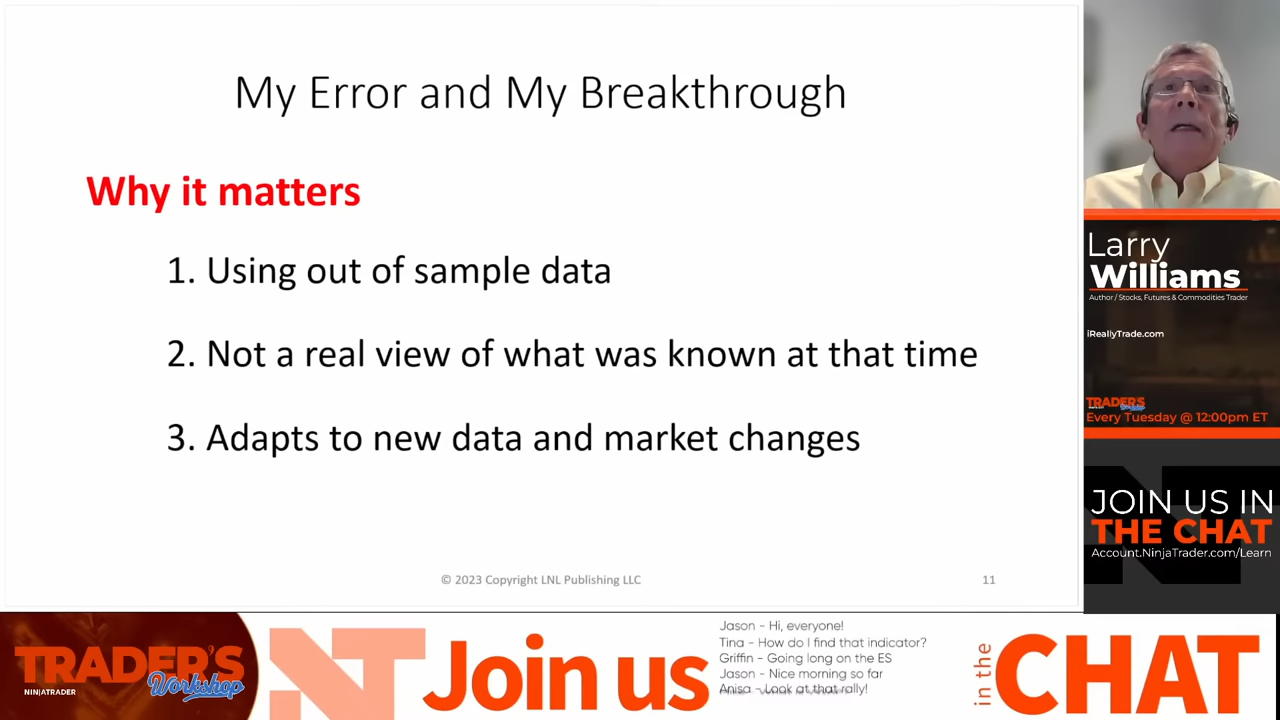 My Error and My Breakthrough
Why it matters
1. Using out of sample data
2. Not a real view of what was known at that time
3. Adapts to new data and market changes
© 2023 Copyright LNL Publishing LLC
11
Larry
Williams
Author / Stocks, Futures & Commodities Trader
iReallyTrade.com
TRADER'S
Workshop
Every Tuesday @ 12:00pm ET
JOIN US IN
THE CHAT
Account.NinjaTrader.com/Learn
TRADER'S
Workshop
NINJATRADER
NT
Join us
Jason - Hi, everyone!
Tina - How do I find that indicator?
Griffin - Going long on the ES
Jason - Nice morning so far
Anisa - Look at that rally!
in the
CHAT